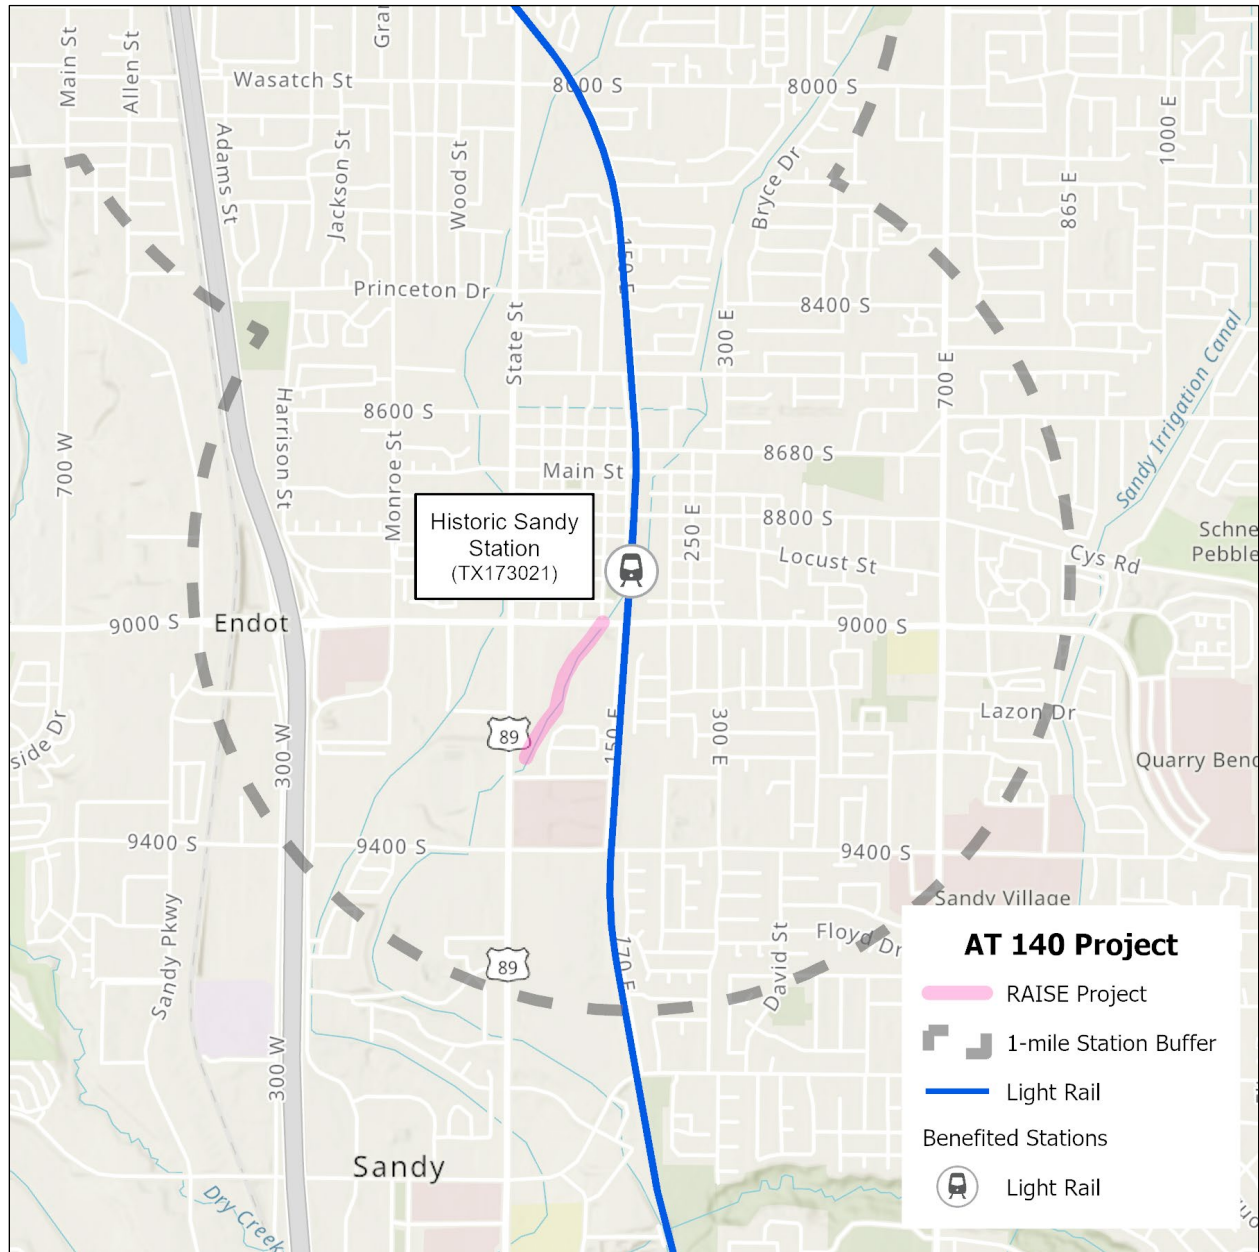 Main St
Allen St
Gra
Wasatch St
8000 S
8000 S
1000 E
Adams St
Jackson St
Wood St
Bryce Dr
865 E
150 E
Princeton Dr
8400 S
State St
300 E
700 E
Sandy Irrigation Canal
Harrison St
8600 S
700 W
Monroe St
Main St
8680 S
Historic Sandy
Station
(TX173021)
250 E
8800 S
Locust St
Cys Rd
Schne
Pebble
9000 S
Endot
9000 S
side Dr
300 W
89
150 E
300 E
Lazon Dr
Quarry Bend
9400 S
9400 S
9400 S
Sandy Village
Sandy Pkwy
89
170 E
David St
Floyd Dr
300 W
Sandy
Dry Creek
AT 140 Project
RAISE Project
1-mile Station Buffer
Light Rail
Benefited Stations
Light Rail